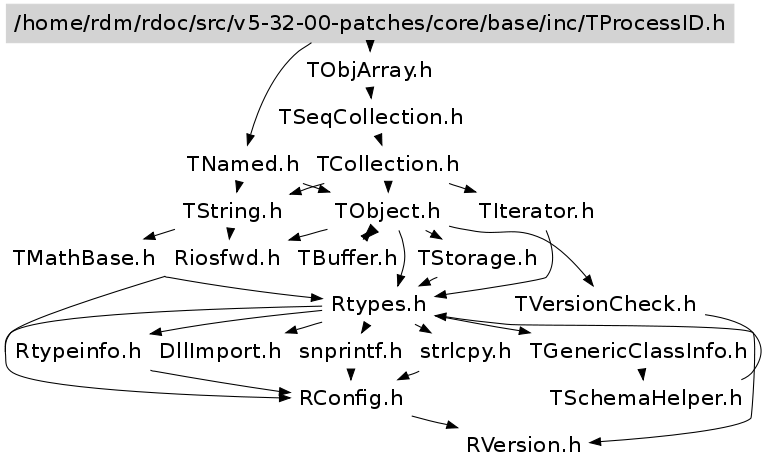 /home/rdm/rdoc/src/v5-32-00-patches/core/base/inc/TProcessID.h
TObjArray.h
TSeqCollection.h
TNamed.h TCollection.h
TString.h TObject.h TIterator.h
TMathBase.h Riosfwd.h TBuffer.h TStorage.h
Rtypes.h TVersionCheck.h
Rtypeinfo.h DllImport.h snprintf.h strlcpy.h TGenericClassInfo.h
RConfig.h TSchemaHelper.h
RVersion.h